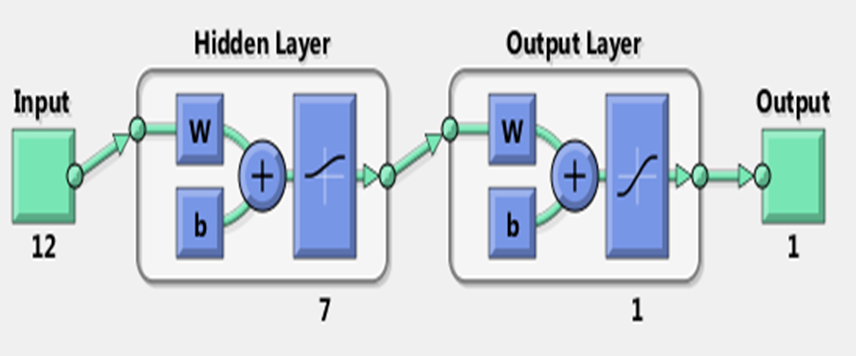 Hidden Layer
Output Layer
Input
Output
W
W
+
+
b
b
12
1
7
1